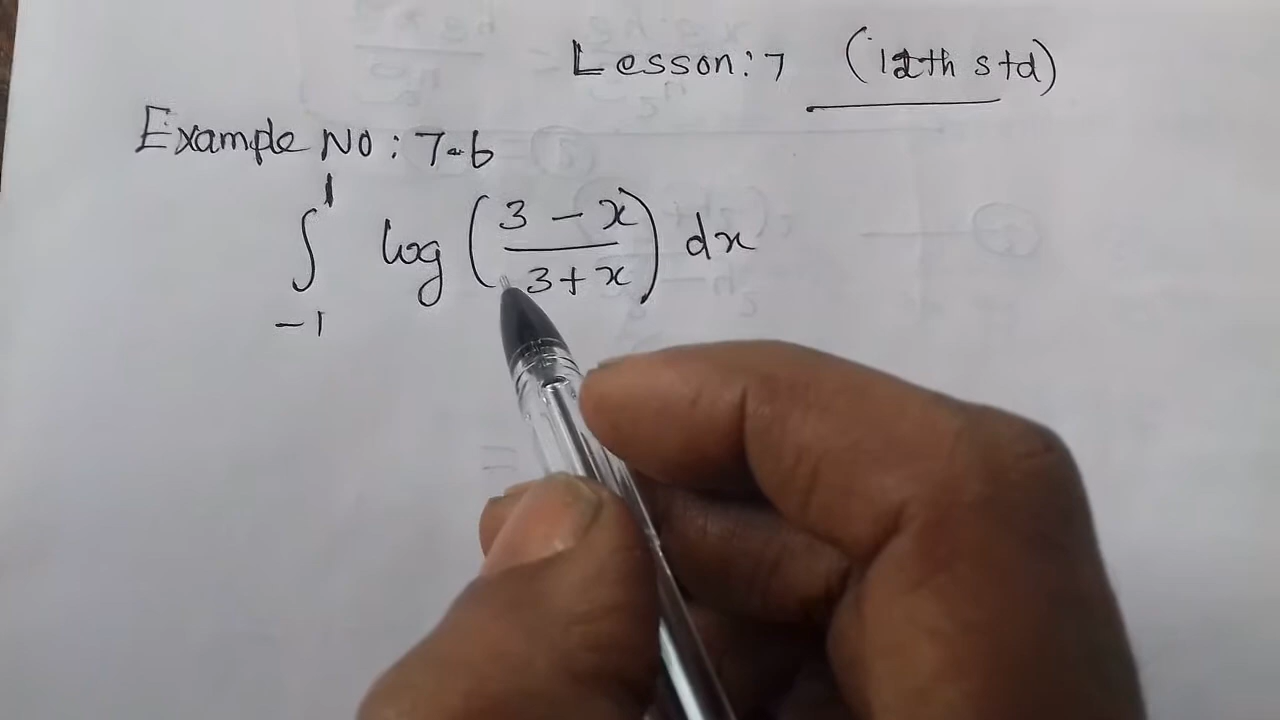 Lesson: 7 (12th std)
Example NO: 7.6
∫_{-1}^{1} log (3 - x / 3 + x) dx